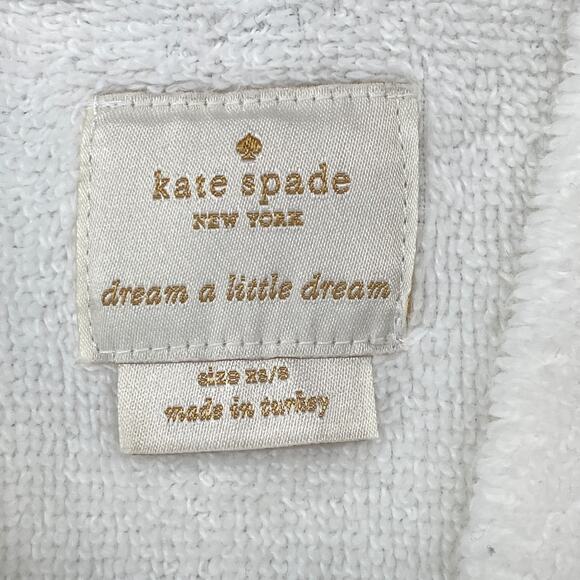 kate spade
NEW YORK
dream a little dream
size xs/s
made in turkey